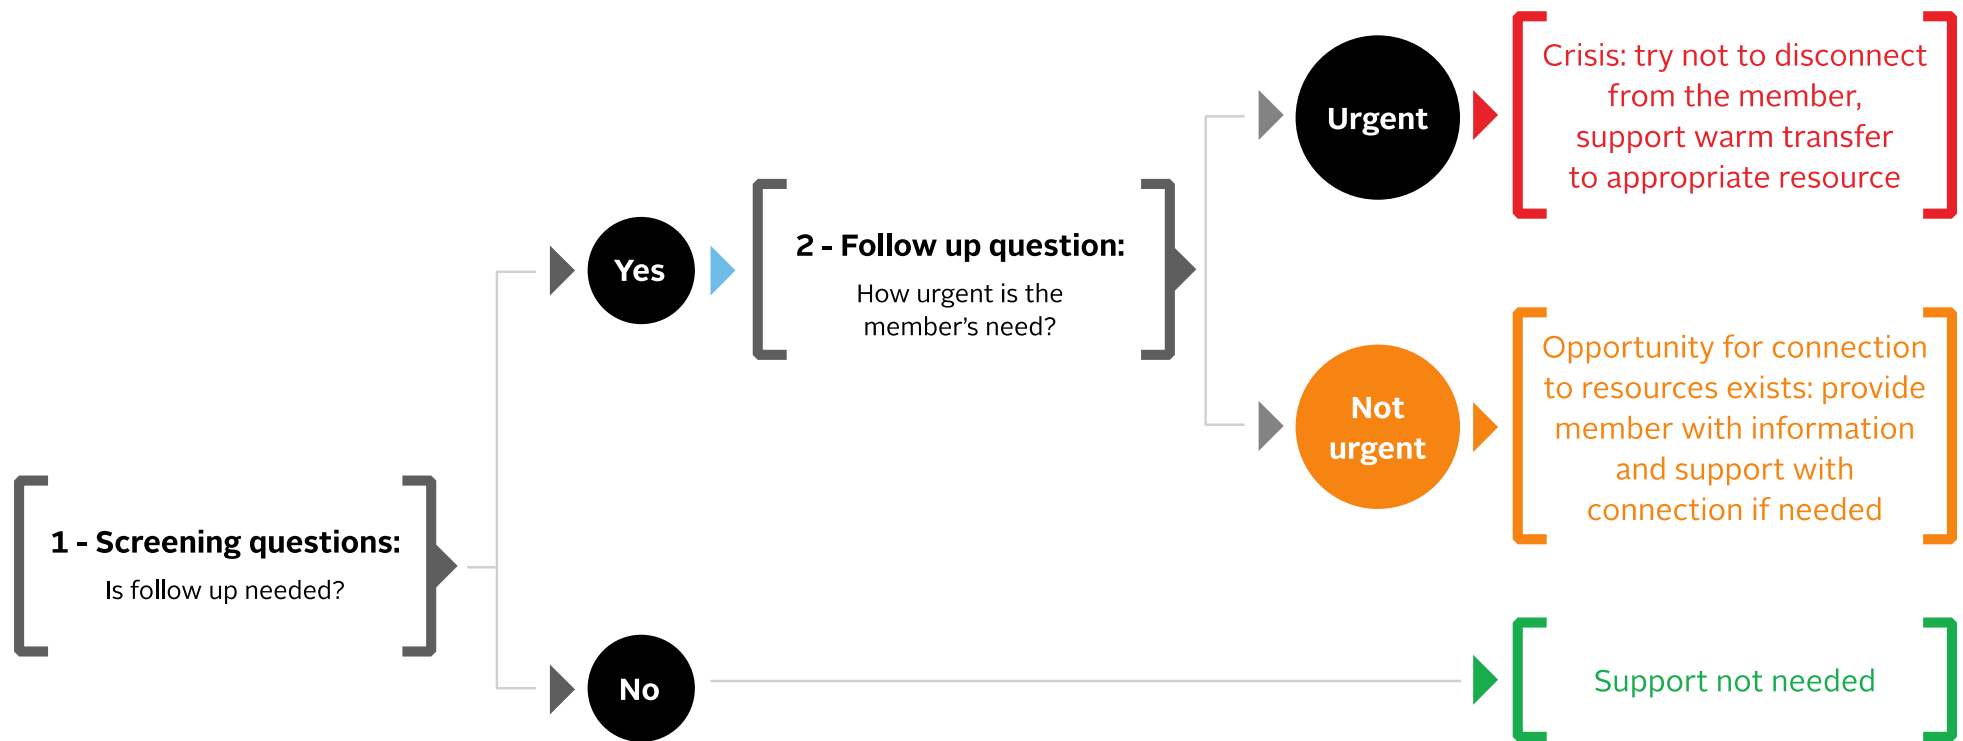 1 - Screening questions:
Is follow up needed?
Yes
2 - Follow up question:
How urgent is the
member’s need?
Urgent
Crisis: try not to disconnect
from the member,
support warm transfer
to appropriate resource
Not
urgent
Opportunity for connection
to resources exists: provide
member with information
and support with
connection if needed
No
Support not needed